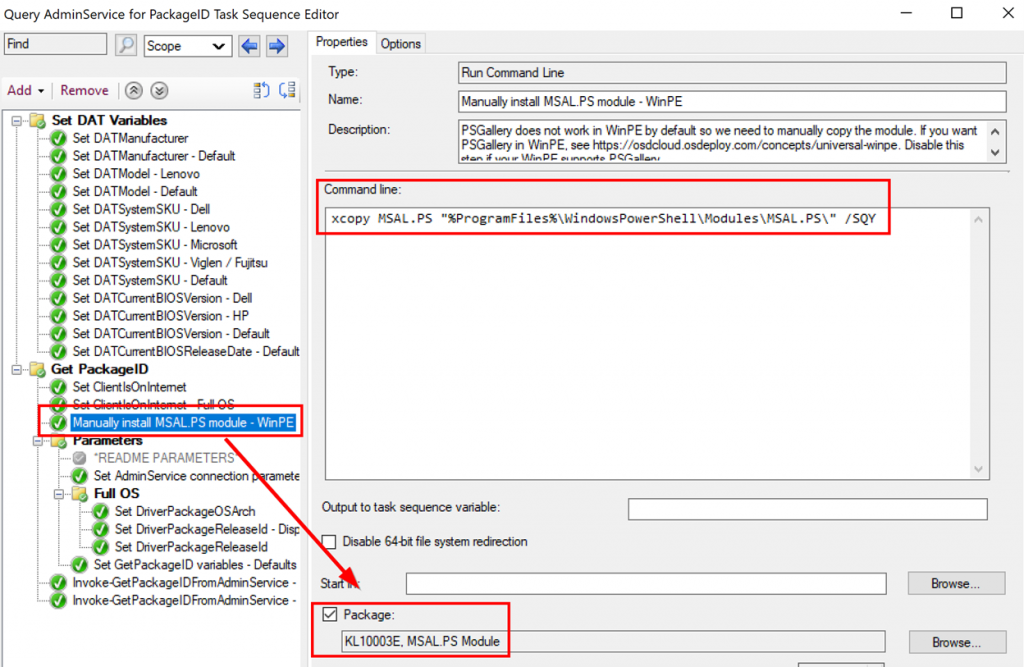 Query AdminService for PackageID Task Sequence Editor
Find
Scope
Add
Remove
Set DAT Variables
Set DATManufacturer
Set DATManufacturer - Default
Set DATModel - Lenovo
Set DATModel - Default
Set DATSystemSKU - Dell
Set DATSystemSKU - Lenovo
Set DATSystemSKU - Microsoft
Set DATSystemSKU - Viglen / Fujitsu
Set DATSystemSKU - Default
Set DATCurrentBIOSVersion - Dell
Set DATCurrentBIOSVersion - HP
Set DATCurrentBIOSVersion - Default
Set DATCurrentBIOSReleaseDate - Default
Get PackageID
Set ClientIsOnInternet
Set ClientIsOnInternet - Full OS
Manually install MSAL.PS module - WinPE
Parameters
*README PARAMETERS*
Set AdminService connection paramete
Full OS
Set DriverPackageOSArch
Set DriverPackageReleaseId - Disp
Set DriverPackageReleaseId
Set GetPackageID variables - Defaults
Invoke-GetPackageIDFromAdminService -
Invoke-GetPackageIDFromAdminService -
Properties
Options
Type:
Run Command Line
Name:
Manually install MSAL.PS module - WinPE
Description:
PSGallery does not work in WinPE by default so we need to manually copy the module. If you want
PSGallery in WinPE, see https://osdcloud.osdeploy.com/concepts/universal-winpe. Disable this
step if your WinPE supports PSGallery
Command line:
xcopy MSAL.PS "%ProgramFiles%\WindowsPowerShell\Modules\MSAL.PS\" /SQY
Output to task sequence variable:
Disable 64-bit file system redirection
Start in:
Browse...
Package:
KL10003E, MSAL.PS Module
Browse...